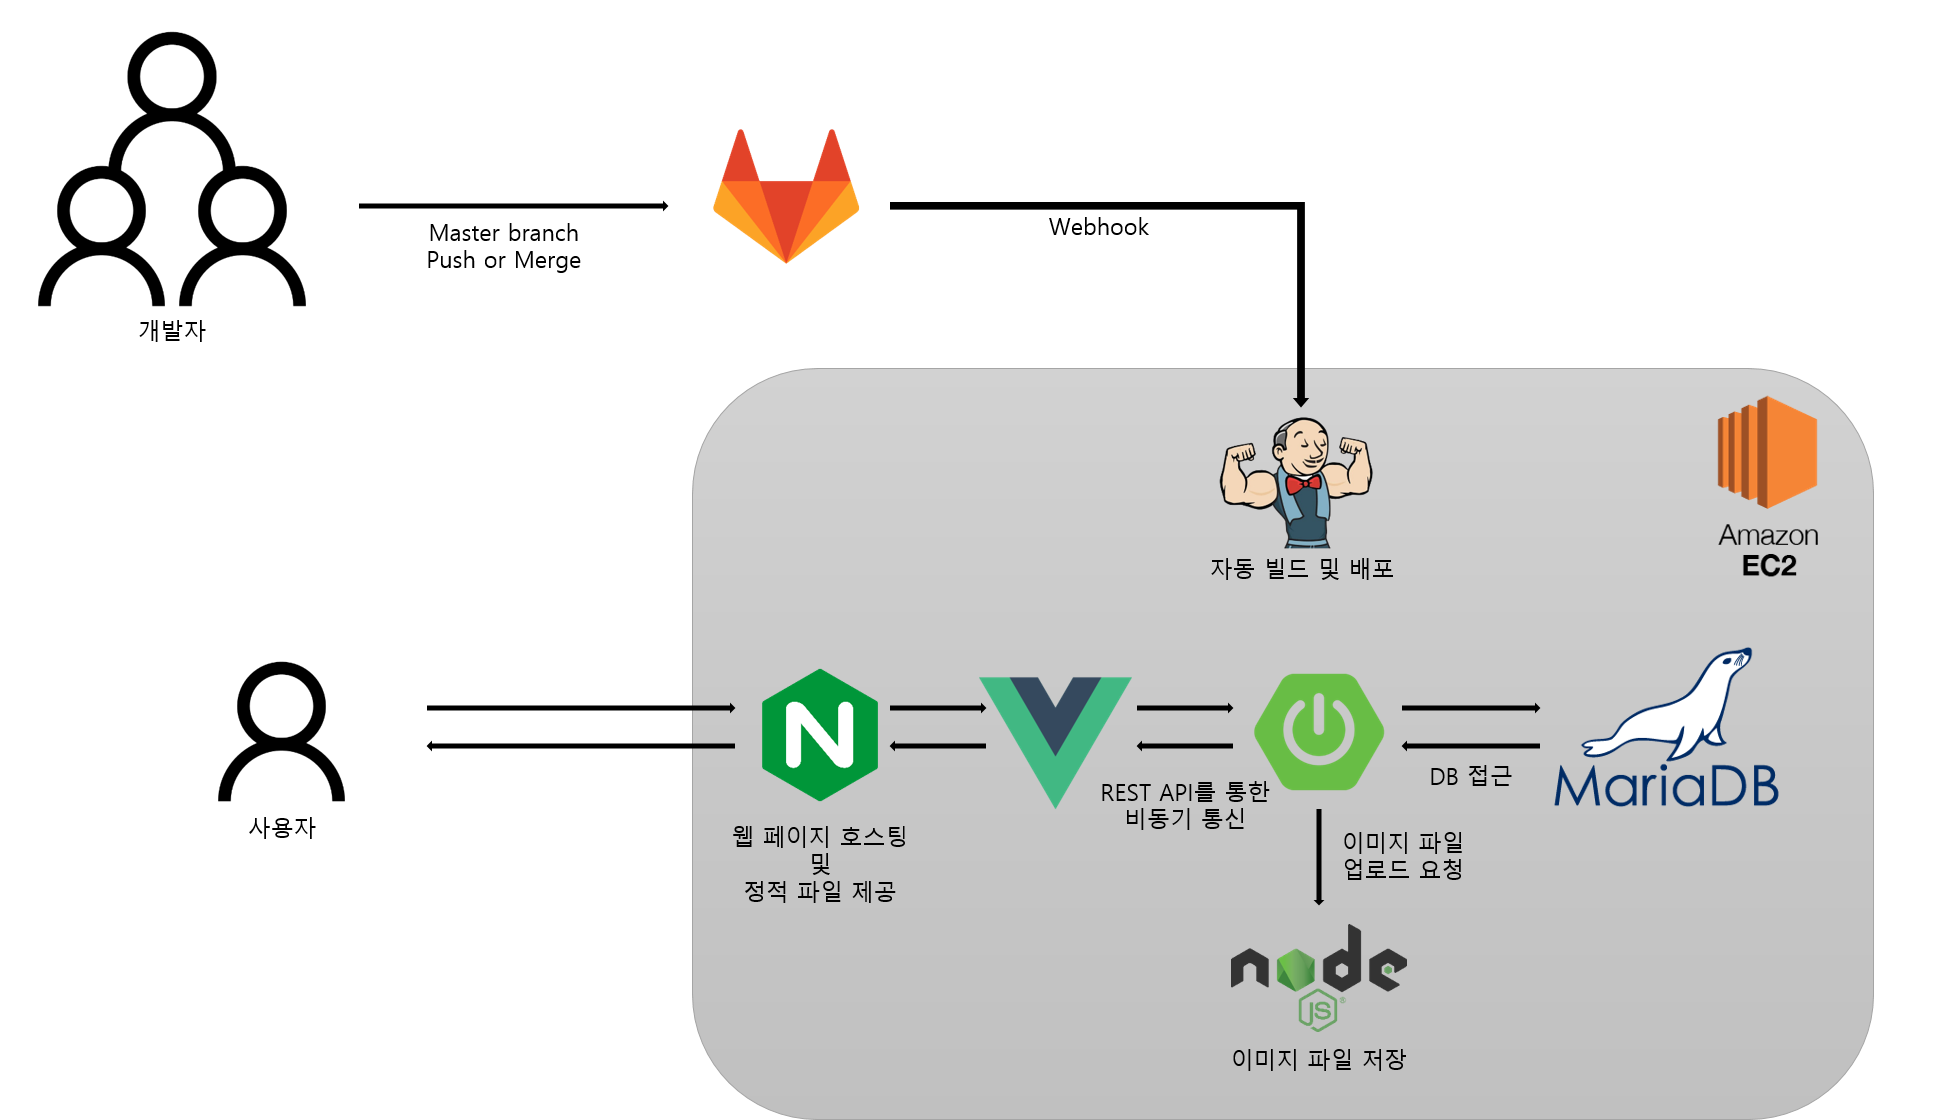 Master branch
Push or Merge
Webhook
개발자
Amazon
EC2
자동 빌드 및 배포
N
사용자
REST API를 통한
비동기 통신
DB 접근
MariaDB
웹 페이지 호스팅
및
정적 파일 제공
이미지 파일
업로드 요청
node
JS
이미지 파일 저장